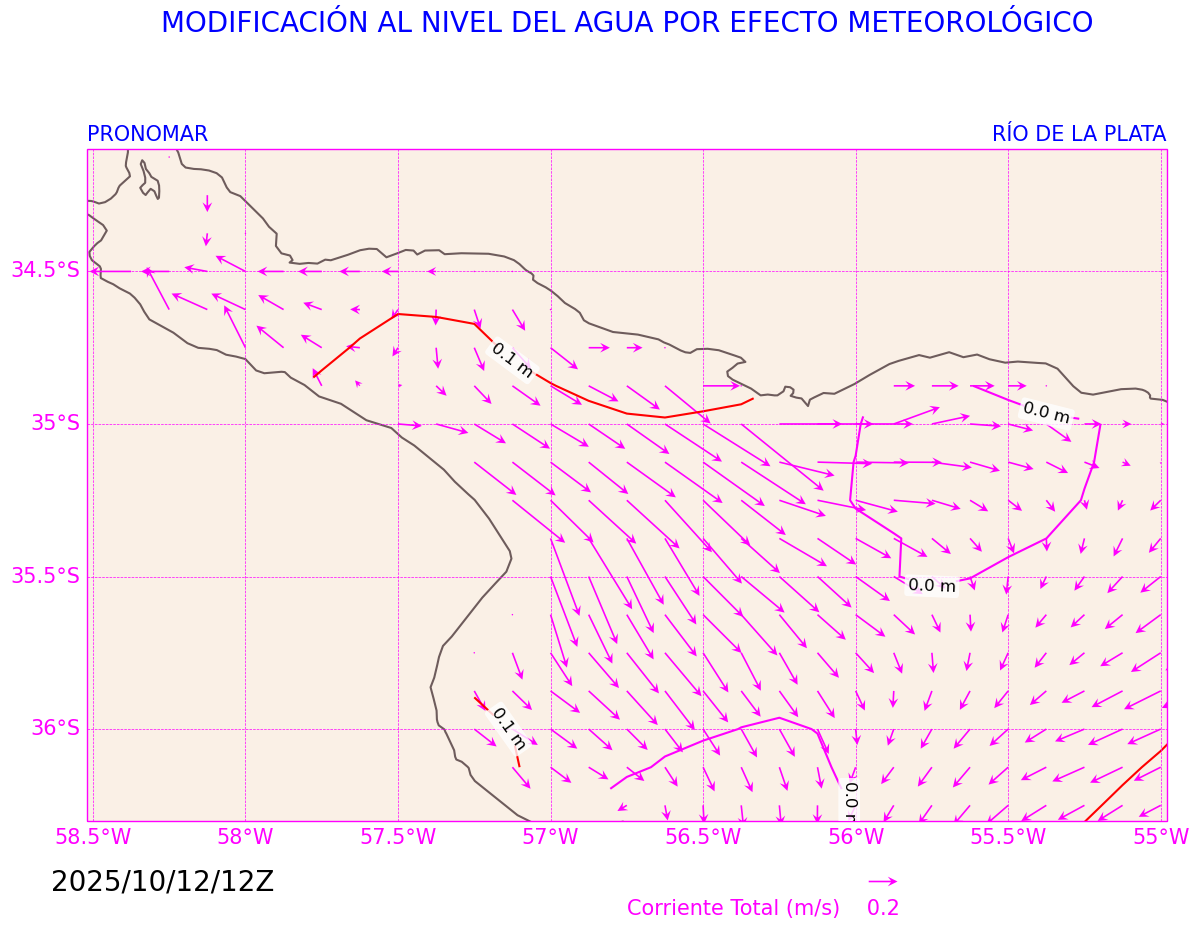 MODIFICACIÓN AL NIVEL DEL AGUA POR EFECTO METEOROLÓGICO
PRONOMAR
RÍO DE LA PLATA
34.5°S
35°S
35.5°S
36°S
0.1 m
0.0 m
0.0 m
0.1 m
0.0 m
58.5°W
58°W
57.5°W
57°W
56.5°W
56°W
55.5°W
55°W
2025/10/12/12Z
Corriente Total (m/s)
0.2